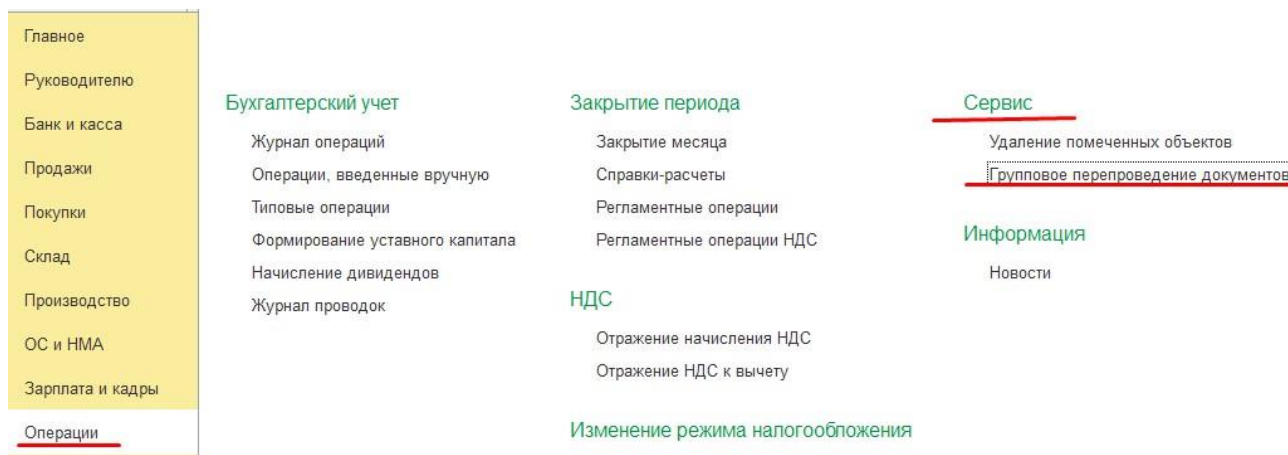 Главное
Руководителю
Банк и касса
Продажи
Покупки
Склад
Производство
ОС и НМА
Зарплата и кадры
Операции
Бухгалтерский учет
Журнал операций
Операции, введенные вручную
Типовые операции
Формирование уставного капитала
Начисление дивидендов
Журнал проводок
Закрытие периода
Закрытие месяца
Справки-расчеты
Регламентные операции
Регламентные операции НДС
НДС
Отражение начисления НДС
Отражение НДС к вычету
Изменение режима налогообложения
Сервис
Удаление помеченных объектов
Групповое перепроведение документов
Информация
Новости